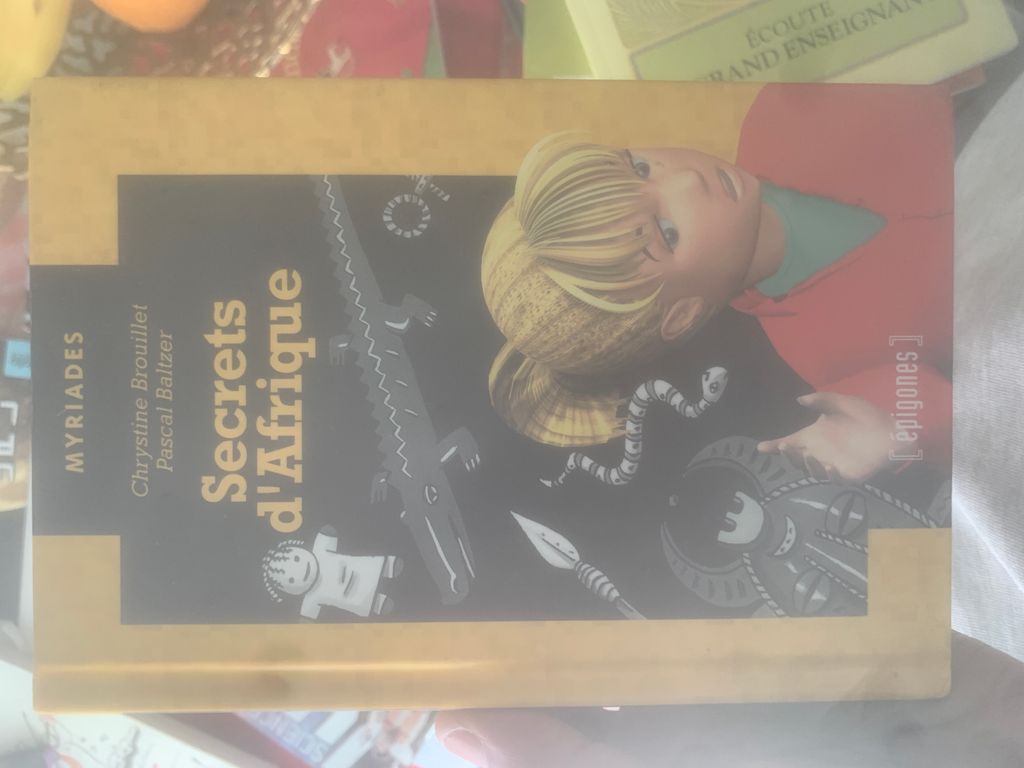 MYRIADES
Chrystine Brouillet
Pascal Baltzer
Secrets
d'Afrique
[ épigones ]
ÉCOUTE
GRAND ENSEIGNANT